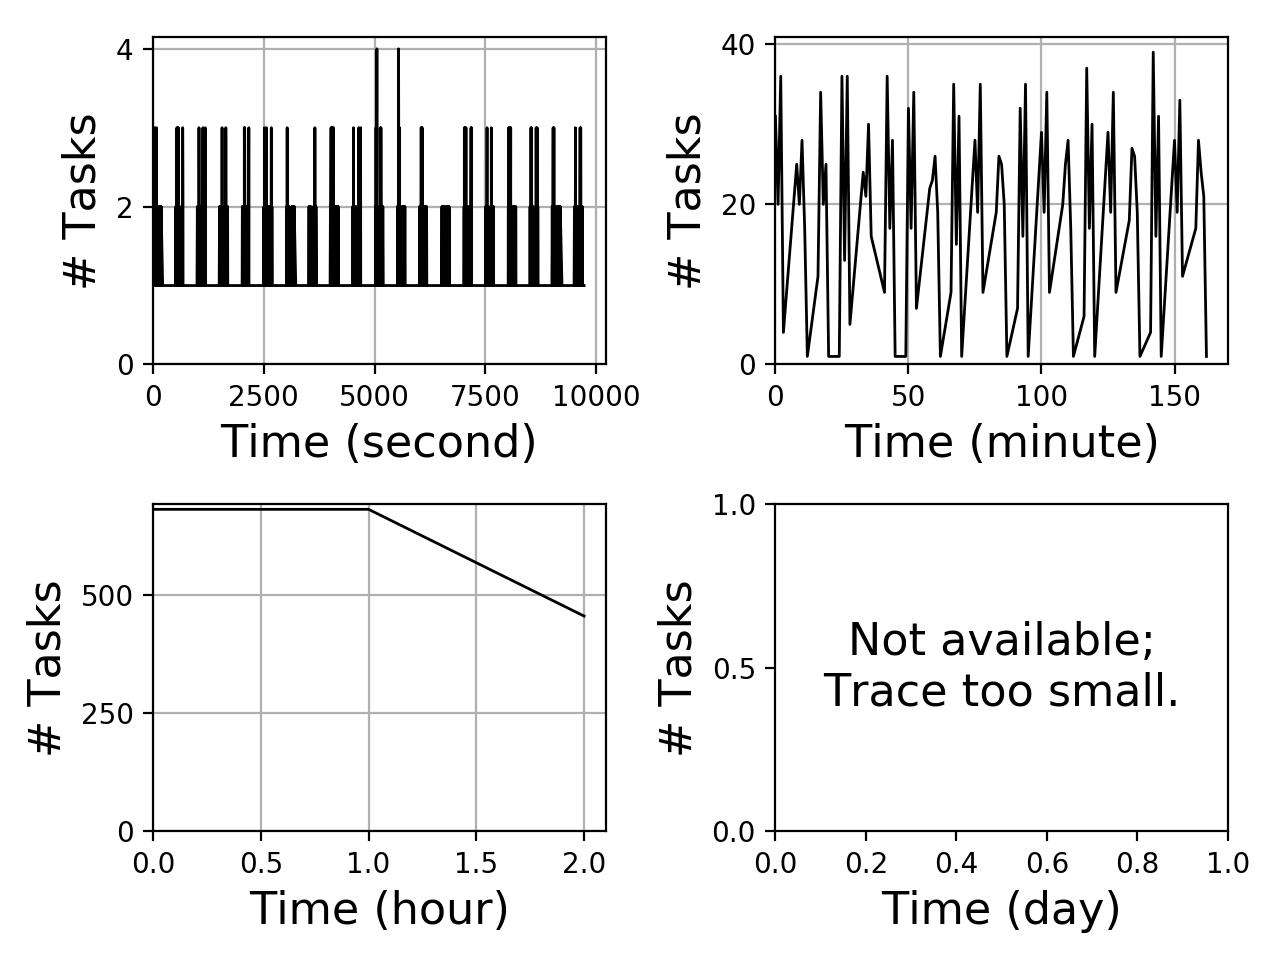 4
2
0
# Tasks
0 2500 5000 7500 10000
Time (second)
40
20
0
# Tasks
0 50 100 150
Time (minute)
500
250
0
# Tasks
0.0 0.5 1.0 1.5 2.0
Time (hour)
1.0
0.5
0.0
# Tasks
Not available;
Trace too small.
0.0 0.2 0.4 0.6 0.8 1.0
Time (day)